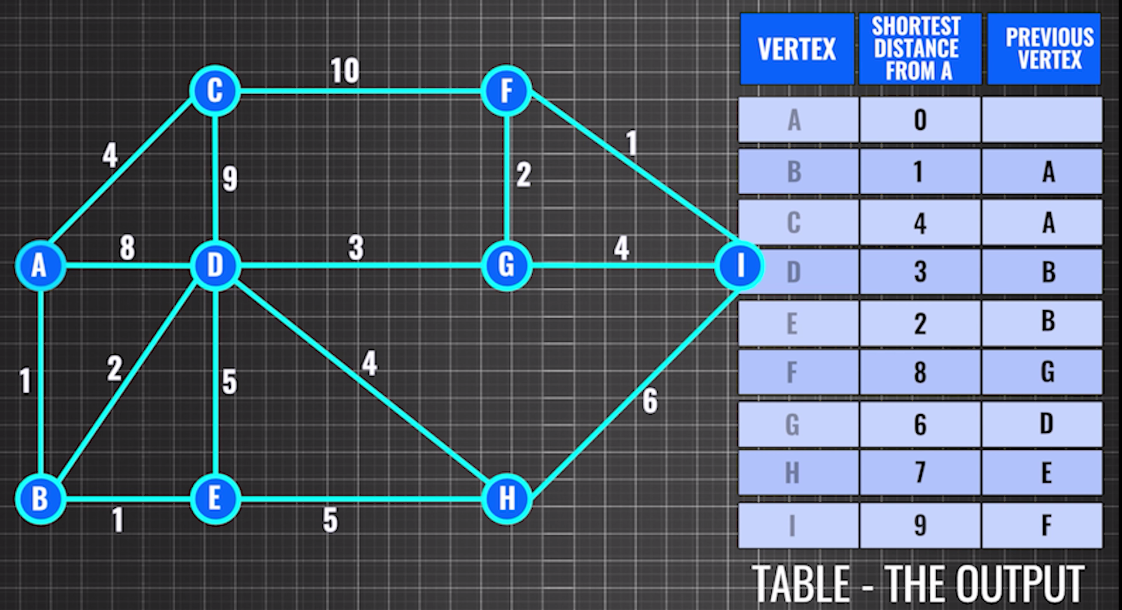 VERTEX
SHORTEST
DISTANCE
FROM A
PREVIOUS
VERTEX
A 0
B 1 A
C 4 A
D 3 B
E 2 B
F 8 G
G 6 D
H 7 E
I 9 F
TABLE - THE OUTPUT
C 10 F
4 9 2 1
A 8 D 3 G 4 I
1 2 5 4 6
B 1 E 5 H